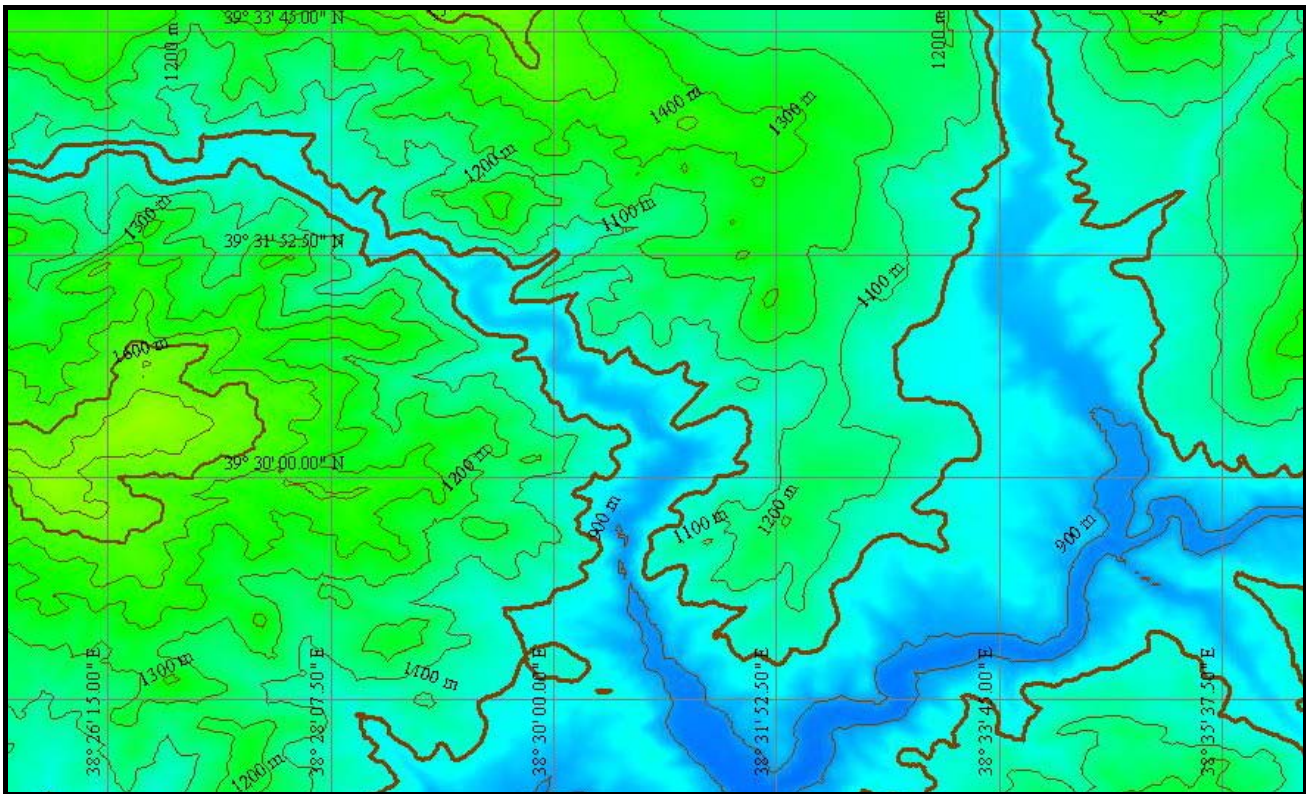 39° 33' 45.00" N
1200 m
1200 m
1400 m
1300 m
1200 m
1300 m
1100 m
39° 31' 52.50" N
1100 m
1600 m
39° 30' 00.00" N
1200 m
900 m
1100 m
1200 m
900 m
1300 m
1100 m
1200 m
38° 26' 15.00" E
38° 28' 07.50" E
38° 30' 00.00" E
38° 31' 52.50" E
38° 33' 45.00" E
38° 35' 37.50" E